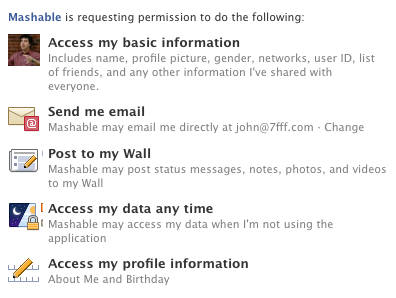 Mashable is requesting permission to do the following:
Access my basic information
Includes name, profile picture, gender, networks, user ID, list
of friends, and any other information I've shared with
everyone.
Send me email
Mashable may email me directly at john@7fff.com · Change
Post to my Wall
Mashable may post status messages, notes, photos, and videos
to my Wall
Access my data any time
Mashable may access my data when I'm not using the
application
Access my profile information
About Me and Birthday